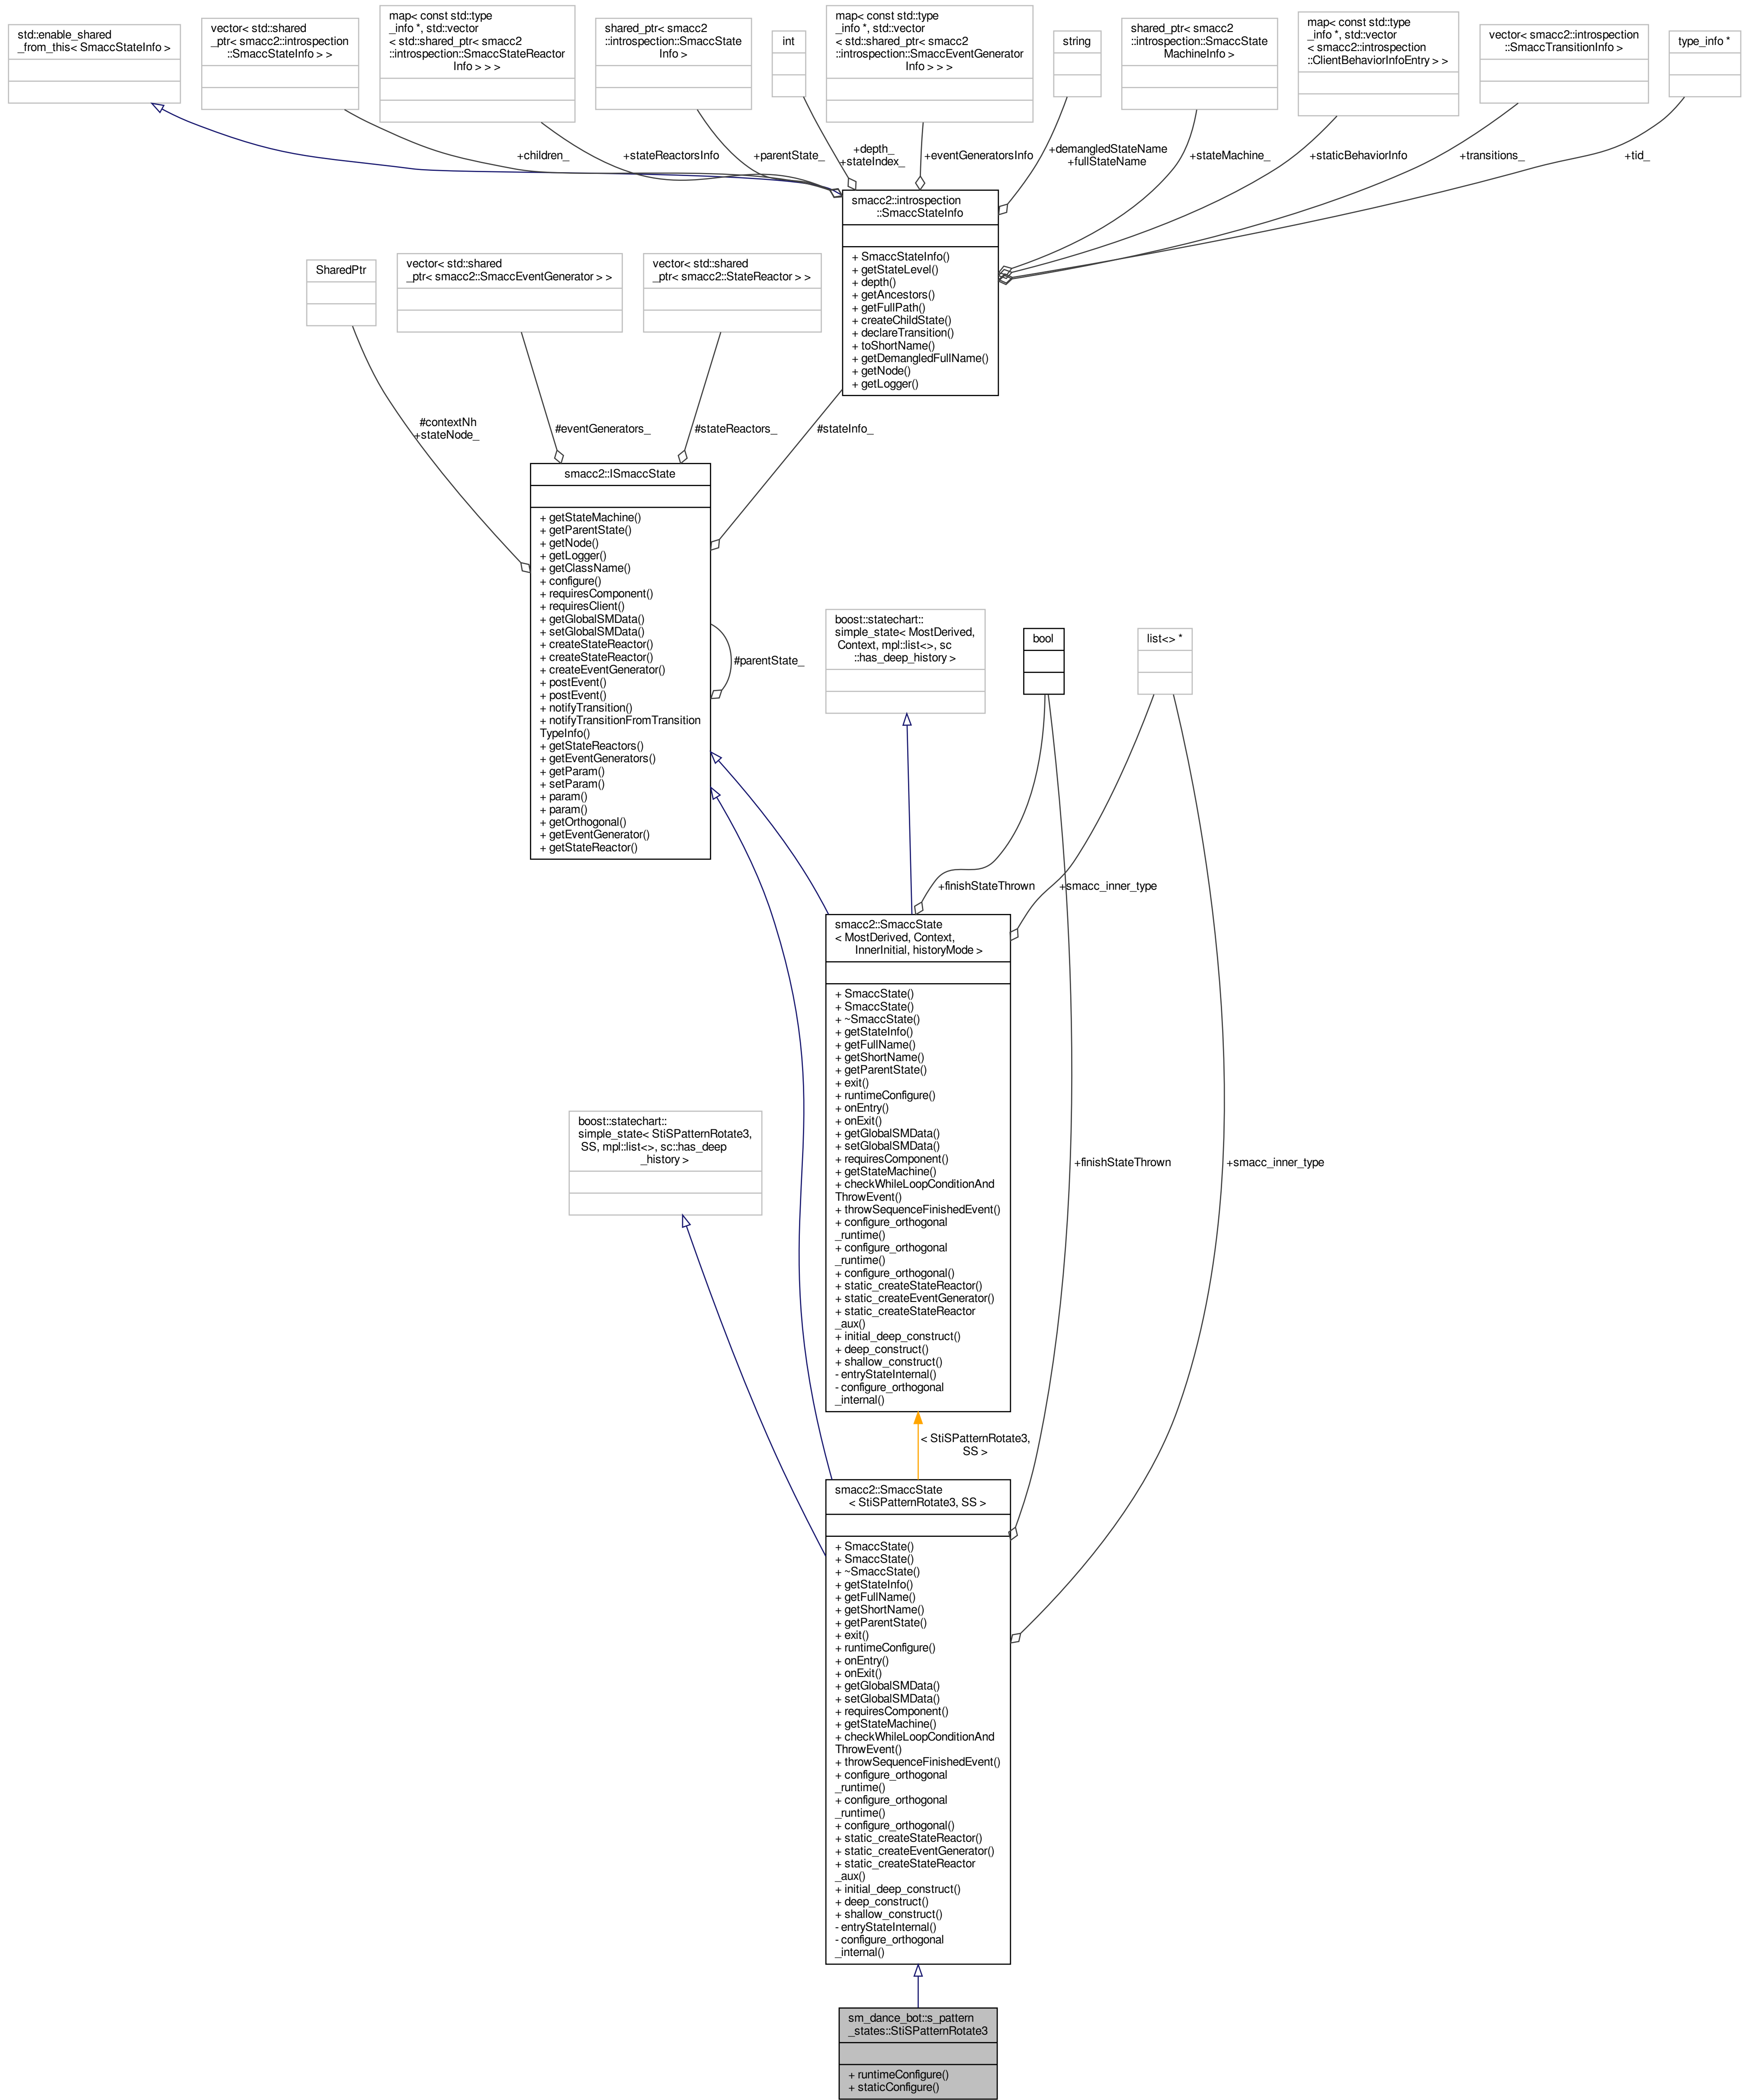 std::enable_shared
_from_this< SmaccStateInfo >
vector< std::shared
_ptr< smacc2::introspection
::SmaccStateInfo > >
map< const std::type
_info *, std::vector
< std::shared_ptr< smacc2
::introspection::SmaccStateReactor
Info > > >
shared_ptr< smacc2
::introspection::SmaccState
Info >
int
map< const std::type
_info *, std::vector
< std::shared_ptr< smacc2
::introspection::SmaccEventGenerator
Info > > >
string
shared_ptr< smacc2
::introspection::SmaccState
MachineInfo >
map< const std::type
_info *, std::vector
< smacc2::introspection
::ClientBehaviorInfoEntry > >
vector< smacc2::introspection
::SmaccTransitionInfo >
type_info *
+children_
+stateReactorsInfo
+parentState_
+depth_
+stateIndex_
+eventGeneratorsInfo
+demangledStateName
+fullStateName
+stateMachine_
+staticBehaviorInfo
+transitions_
+tid_
smacc2::introspection
::SmaccStateInfo
+ SmaccStateInfo()
+ getStateLevel()
+ depth()
+ getAncestors()
+ getFullPath()
+ createChildState()
+ declareTransition()
+ toShortName()
+ getDemangledFullName()
+ getNode()
+ getLogger()
SharedPtr
vector< std::shared
_ptr< smacc2::SmaccEventGenerator > >
vector< std::shared
_ptr< smacc2::StateReactor > >
#contextNh
+stateNode_
#eventGenerators_
#stateReactors_
#stateInfo_
smacc2::ISmaccState
+ getStateMachine()
+ getParentState()
+ getNode()
+ getLogger()
+ getClassName()
+ configure()
+ requiresComponent()
+ requiresClient()
+ getGlobalSMData()
+ setGlobalSMData()
+ createStateReactor()
+ createStateReactor()
+ createEventGenerator()
+ postEvent()
+ postEvent()
+ notifyTransition()
+ notifyTransitionFromTransition
TypeInfo()
+ getStateReactors()
+ getEventGenerators()
+ getParam()
+ setParam()
+ param()
+ param()
+ getOrthogonal()
+ getEventGenerator()
+ getStateReactor()
#parentState_
boost::statechart::
simple_state< MostDerived,
Context, mpl::list<>, sc
::has_deep_history >
bool
list<> *
+finishStateThrown
+smacc_inner_type
smacc2::SmaccState
< MostDerived, Context,
InnerInitial, historyMode >
+ SmaccState()
+ SmaccState()
+ ~SmaccState()
+ getStateInfo()
+ getFullName()
+ getShortName()
+ getParentState()
+ exit()
+ runtimeConfigure()
+ onEntry()
+ onExit()
+ getGlobalSMData()
+ setGlobalSMData()
+ requiresComponent()
+ getStateMachine()
+ checkWhileLoopConditionAnd
ThrowEvent()
+ throwSequenceFinishedEvent()
+ configure_orthogonal
_runtime()
+ configure_orthogonal
_runtime()
+ configure_orthogonal()
+ static_createStateReactor()
+ static_createEventGenerator()
+ static_createStateReactor
_aux()
+ initial_deep_construct()
+ deep_construct()
+ shallow_construct()
- entryStateInternal()
- configure_orthogonal
_internal()
boost::statechart::
simple_state< StiSPatternRotate3,
SS, mpl::list<>, sc::has_deep
_history >
+finishStateThrown
+smacc_inner_type
< StiSPatternRotate3,
SS >
smacc2::SmaccState
< StiSPatternRotate3, SS >
+ SmaccState()
+ SmaccState()
+ ~SmaccState()
+ getStateInfo()
+ getFullName()
+ getShortName()
+ getParentState()
+ exit()
+ runtimeConfigure()
+ onEntry()
+ onExit()
+ getGlobalSMData()
+ setGlobalSMData()
+ requiresComponent()
+ getStateMachine()
+ checkWhileLoopConditionAnd
ThrowEvent()
+ throwSequenceFinishedEvent()
+ configure_orthogonal
_runtime()
+ configure_orthogonal
_runtime()
+ configure_orthogonal()
+ static_createStateReactor()
+ static_createEventGenerator()
+ static_createStateReactor
_aux()
+ initial_deep_construct()
+ deep_construct()
+ shallow_construct()
- entryStateInternal()
- configure_orthogonal
_internal()
sm_dance_bot::s_pattern
_states::StiSPatternRotate3
+ runtimeConfigure()
+ staticConfigure()